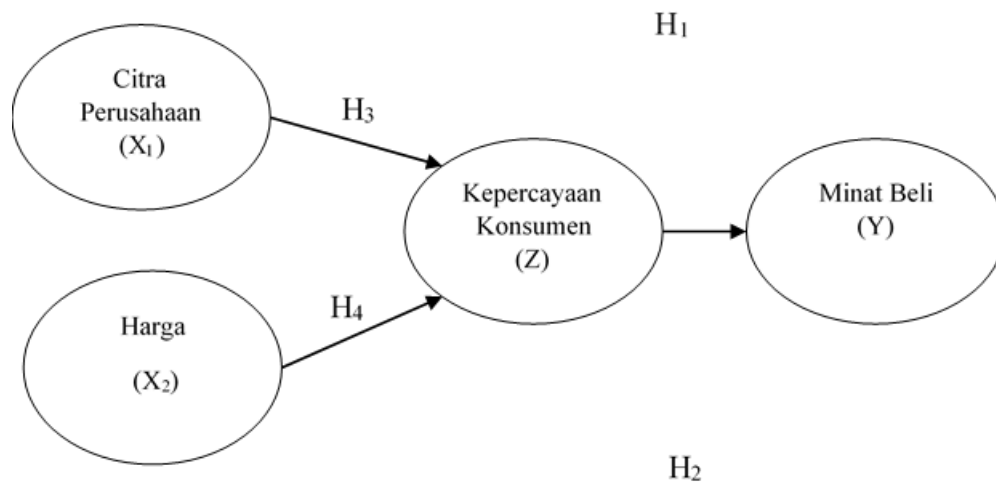 H₁
Citra
Perusahaan
(X₁)
H₃
Kepercayaan
Konsumen
(Z)
Minat Beli
(Y)
Harga
(X₂)
H₄
H₂